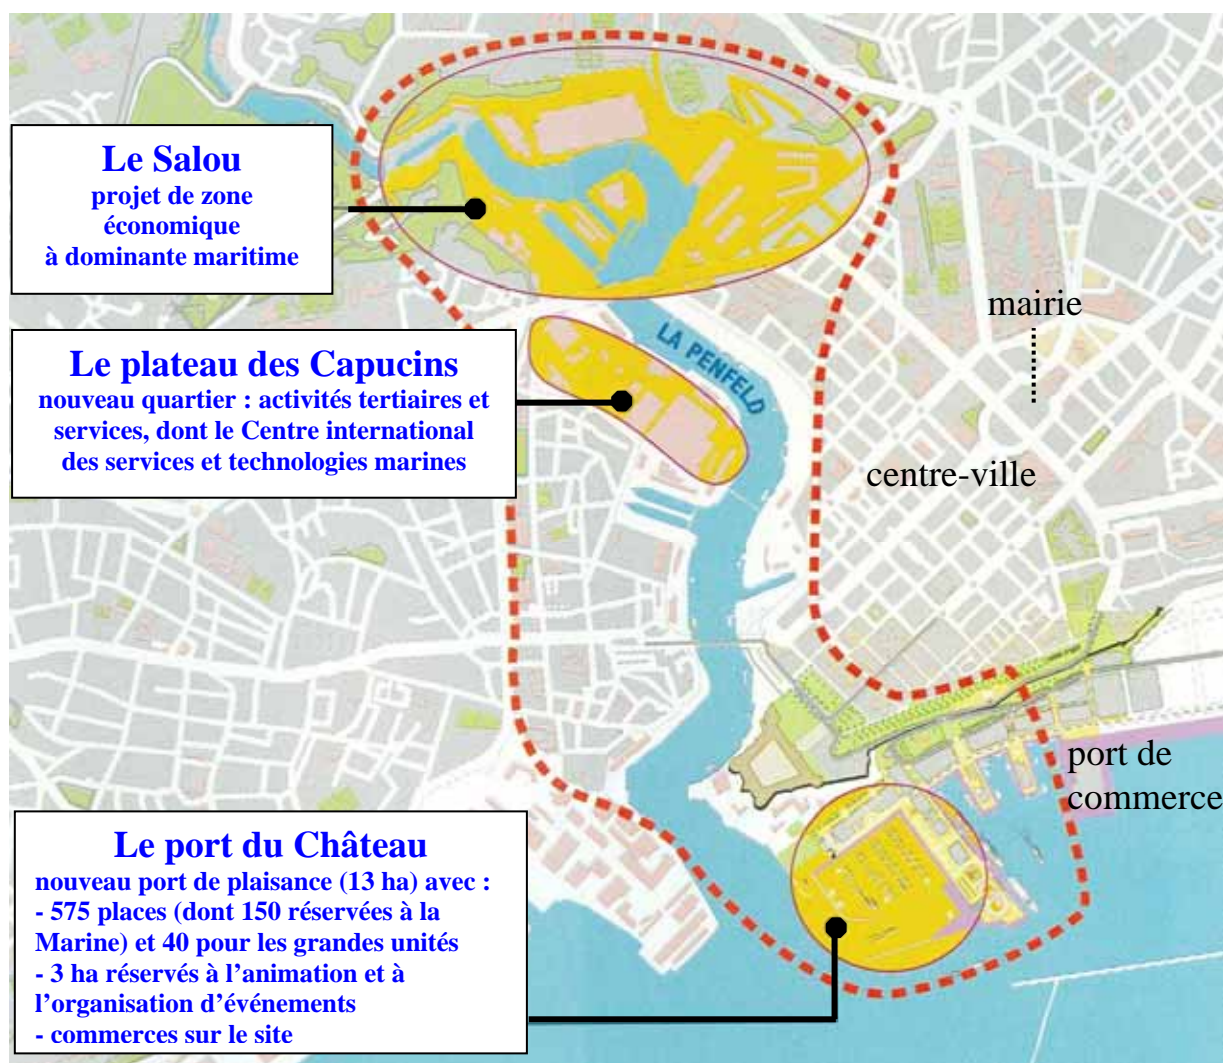 Le Salou
projet de zone
économique
à dominante maritime
mairie
LA PENFELD
Le plateau des Capucins
nouveau quartier : activités tertiaires et
services, dont le Centre international
des services et technologies marines
centre-ville
port de
commerce
Le port du Château
nouveau port de plaisance (13 ha) avec :
- 575 places (dont 150 réservées à la
Marine) et 40 pour les grandes unités
- 3 ha réservés à l’animation et à
l’organisation d’événements
- commerces sur le site